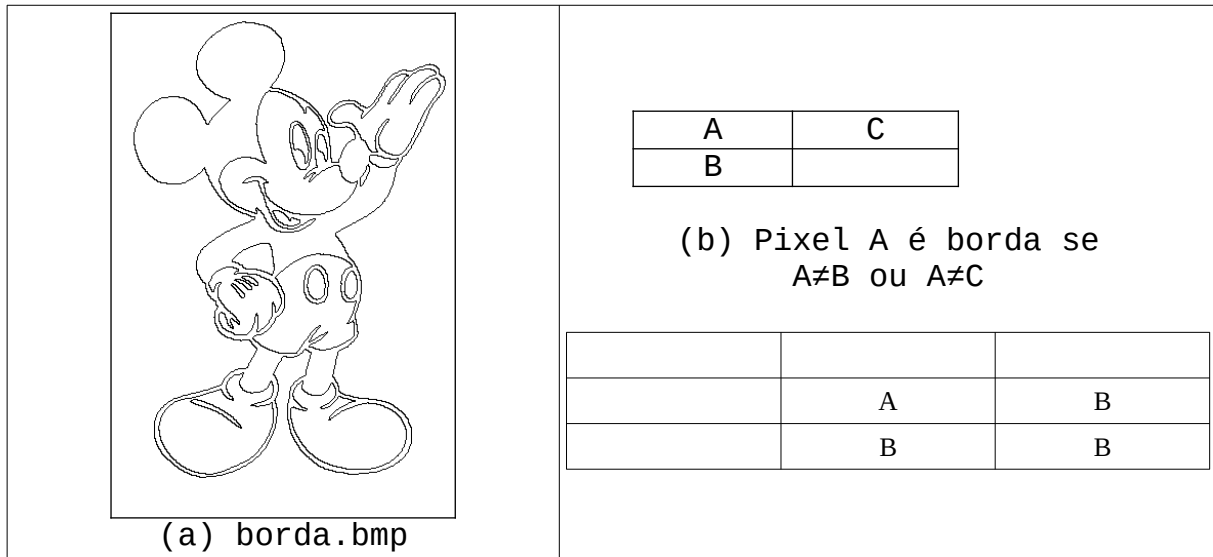 (a) borda.bmp
A C
B
(b) Pixel A é borda se
A≠B ou A≠C
A B
B B